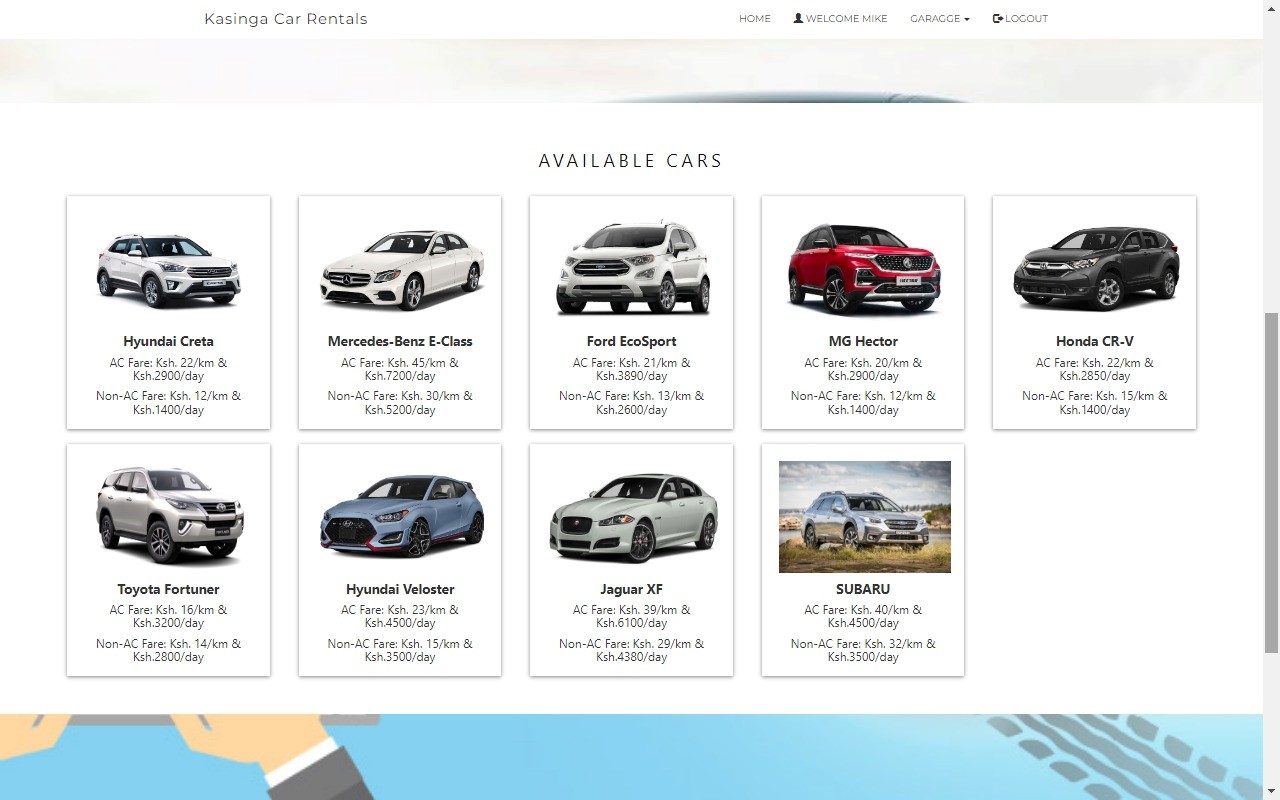 Kasinga Car Rentals
HOME
WELCOME MIKE
GARAGGE
LOGOUT
AVAILABLE CARS
Hyundai Creta
AC Fare: Ksh. 22/km &
Ksh.2900/day
Non-AC Fare: Ksh. 12/km &
Ksh.1400/day
Mercedes-Benz E-Class
AC Fare: Ksh. 45/km &
Ksh.7200/day
Non-AC Fare: Ksh. 30/km &
Ksh.5200/day
Ford EcoSport
AC Fare: Ksh. 21/km &
Ksh.3890/day
Non-AC Fare: Ksh. 13/km &
Ksh.2600/day
HECTOR
MG Hector
AC Fare: Ksh. 20/km &
Ksh.2900/day
Non-AC Fare: Ksh. 12/km &
Ksh.1400/day
Honda CR-V
AC Fare: Ksh. 22/km &
Ksh.2850/day
Non-AC Fare: Ksh. 15/km &
Ksh.1400/day
Toyota Fortuner
AC Fare: Ksh. 16/km &
Ksh.3200/day
Non-AC Fare: Ksh. 14/km &
Ksh.2800/day
Hyundai Veloster
AC Fare: Ksh. 23/km &
Ksh.4500/day
Non-AC Fare: Ksh. 15/km &
Ksh.3500/day
Jaguar XF
AC Fare: Ksh. 39/km &
Ksh.6100/day
Non-AC Fare: Ksh. 29/km &
Ksh.4380/day
SUBARU
AC Fare: Ksh. 40/km &
Ksh.4500/day
Non-AC Fare: Ksh. 32/km &
Ksh.3500/day